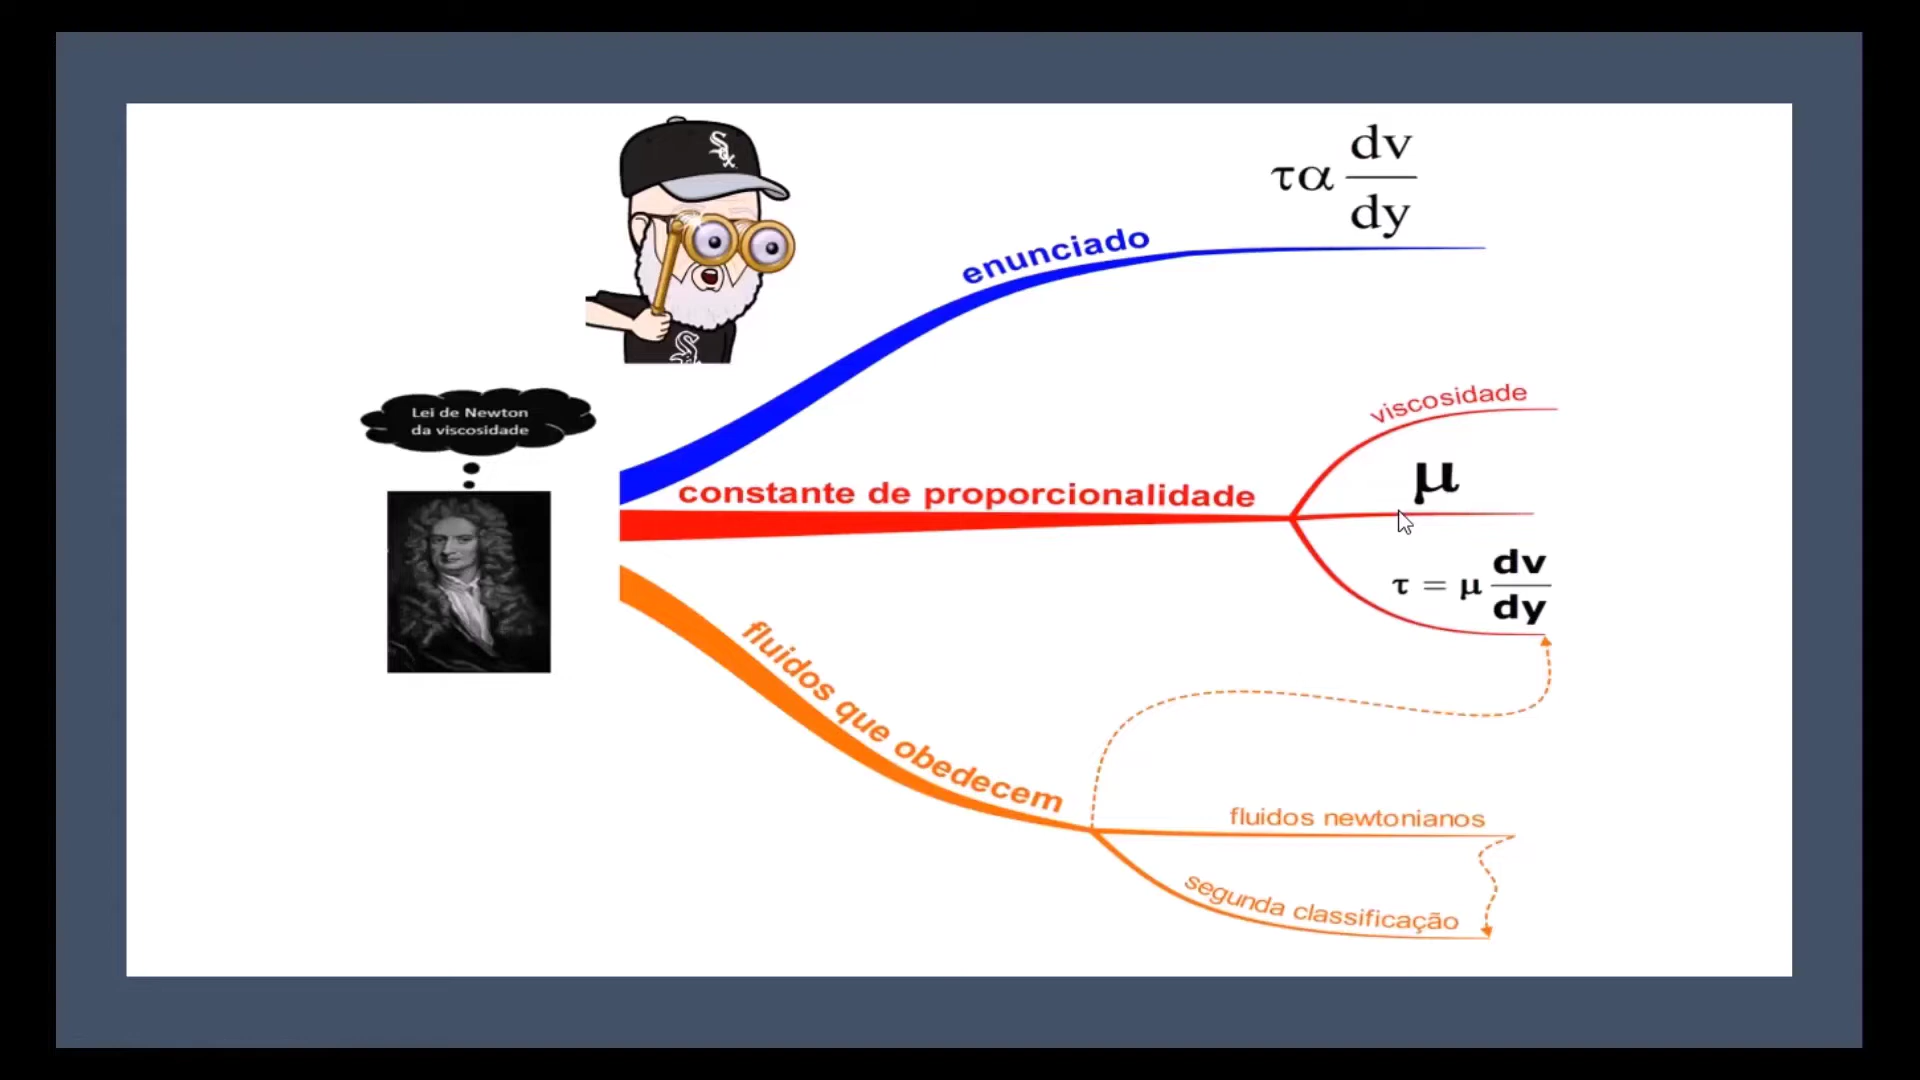 τα dv/dy
enunciado
Lei de Newton
da viscosidade
viscosidade
μ
constante de proporcionalidade
τ = μ dv/dy
fluidos que obedecem
fluidos newtonianos
segunda classificação